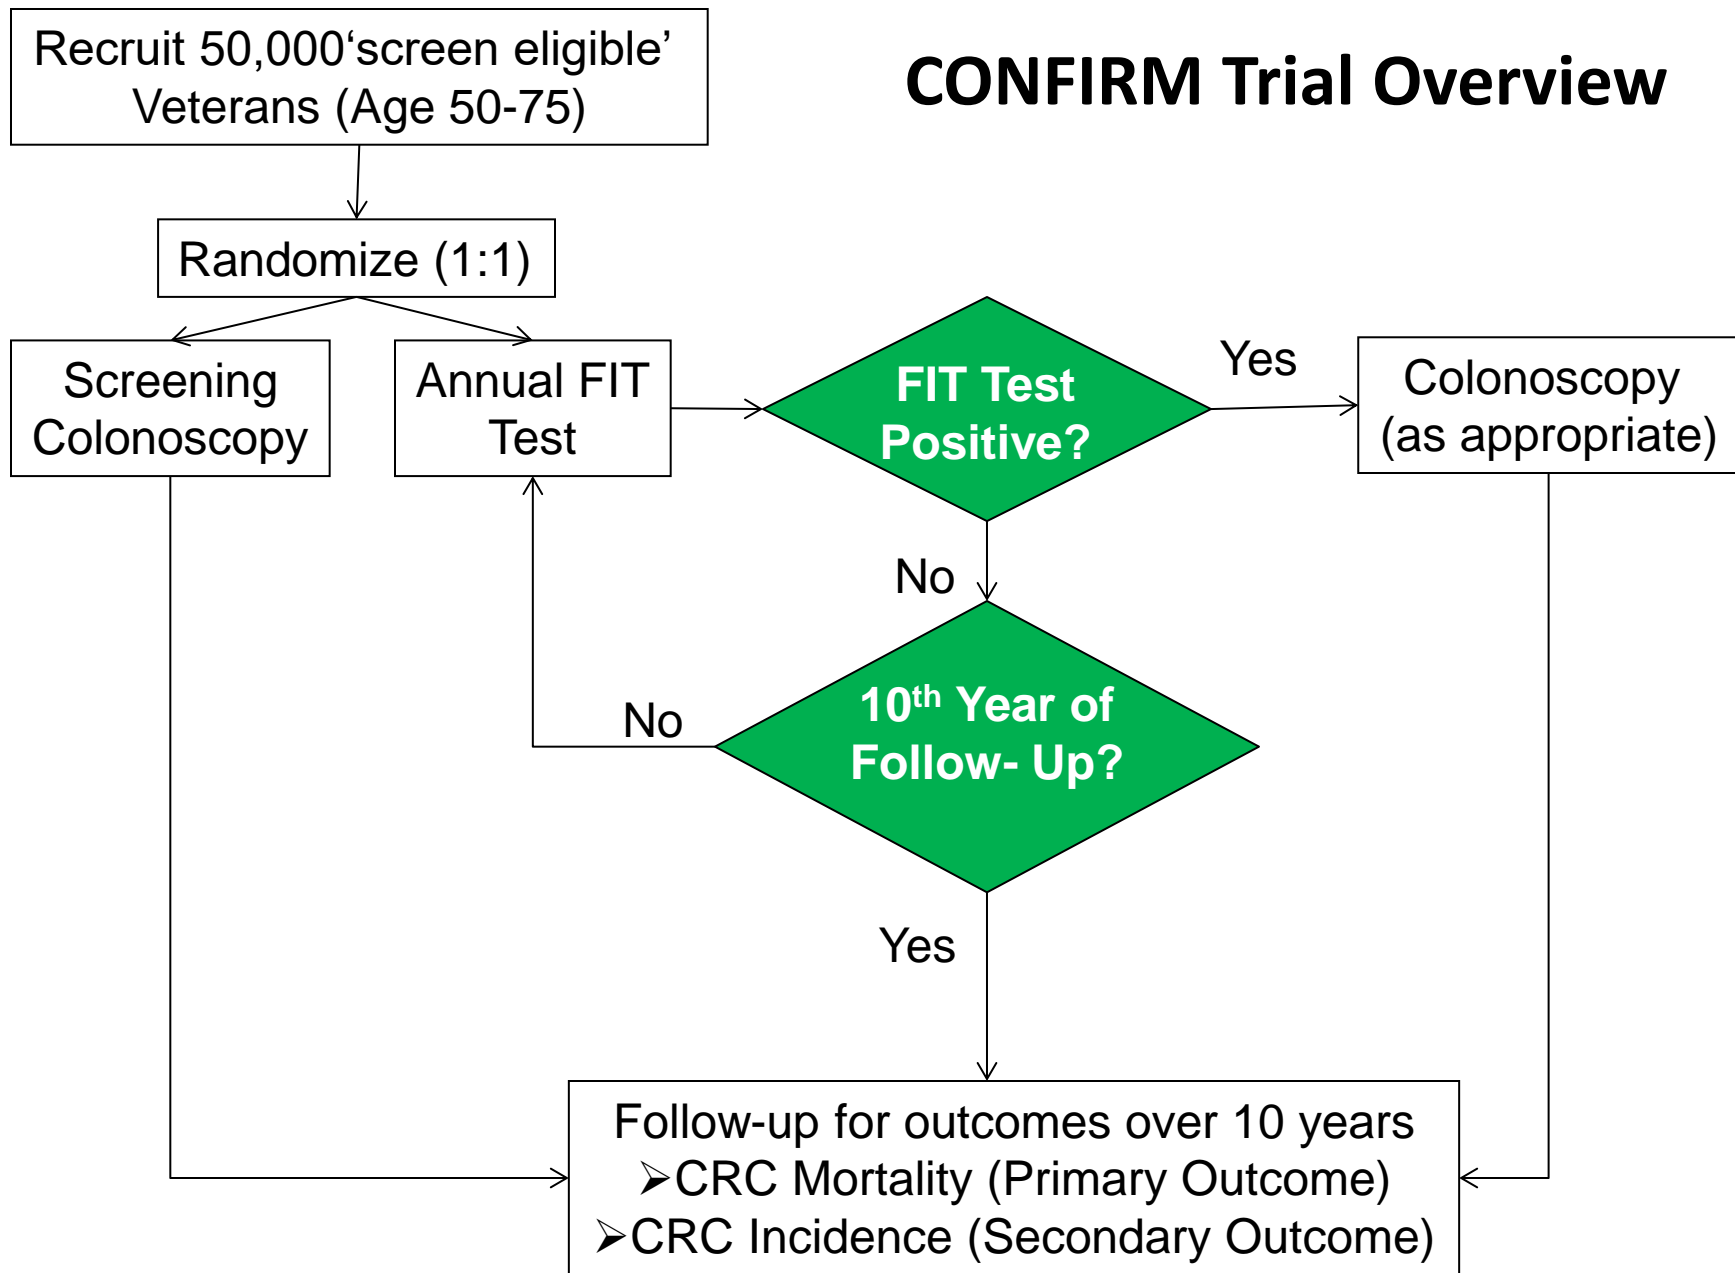 Recruit 50,000‘screen eligible’
Veterans (Age 50-75)
CONFIRM Trial Overview
Randomize (1:1)
Screening
Colonoscopy
Annual FIT
Test
FIT Test
Positive?
Yes
Colonoscopy
(as appropriate)
No
10th Year of
Follow- Up?
No
Yes
Follow-up for outcomes over 10 years
➢CRC Mortality (Primary Outcome)
➢CRC Incidence (Secondary Outcome)